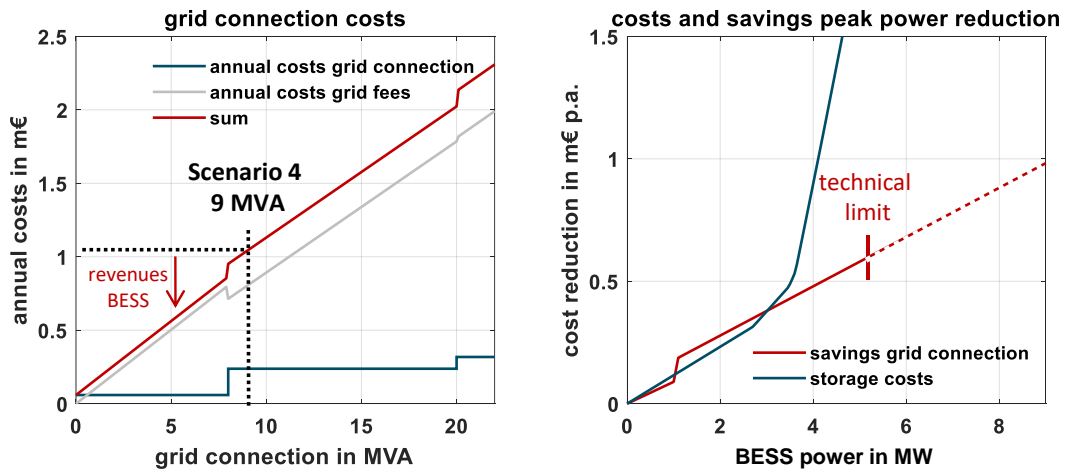 grid connection costs
annual costs in m€
2.5
2
1.5
1
0.5
0
annual costs grid connection
annual costs grid fees
sum
Scenario 4
9 MVA
revenues
BESS
0
5
10
15
20
grid connection in MVA
costs and savings peak power reduction
cost reduction in m€ p.a.
1.5
1
0.5
0
technical
limit
savings grid connection
storage costs
0
2
4
6
8
BESS power in MW